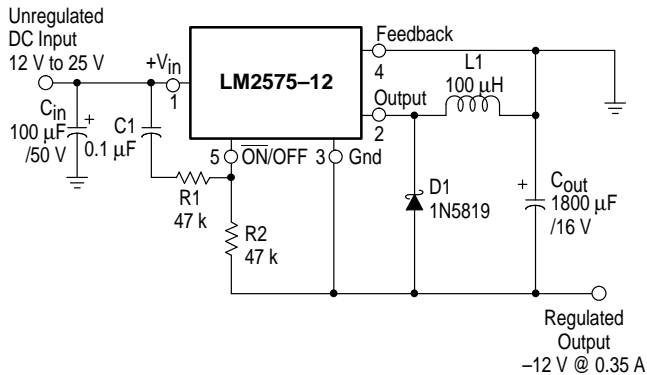 Unregulated
DC Input
12 V to 25 V
+Vin
1
LM2575–12
Feedback
4
Output
2
L1
100 μH
Cin
100 μF
/50 V
+
C1
0.1 μF
5
ON/OFF
3
Gnd
R1
47 k
R2
47 k
D1
1N5819
+
Cout
1800 μF
/16 V
Regulated
Output
–12 V @ 0.35 A